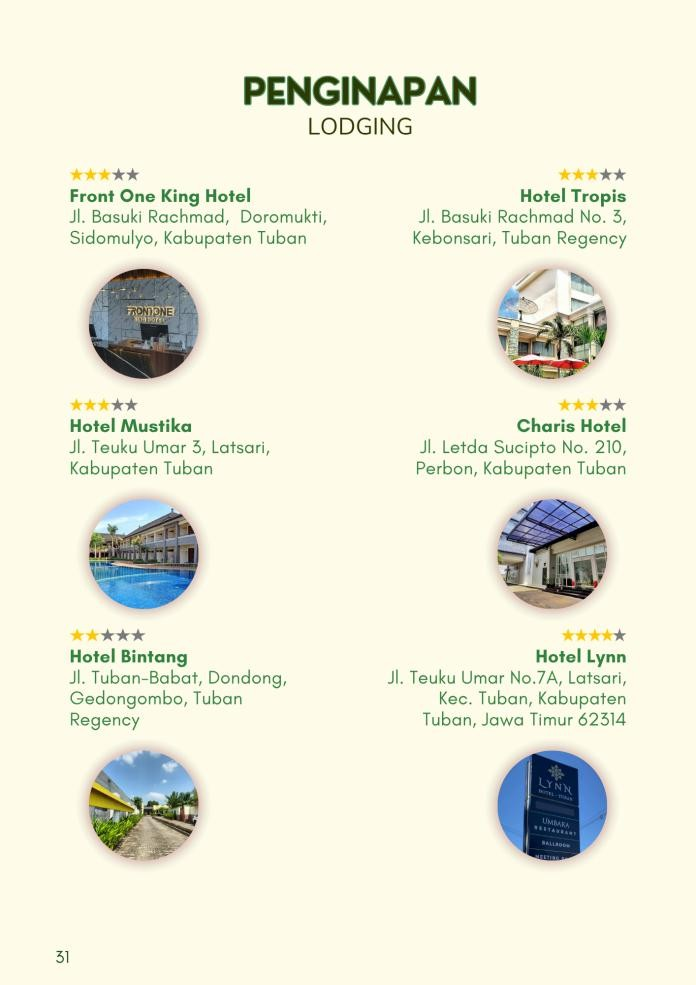 PENGINAPAN
LODGING
Front One King Hotel
Jl. Basuki Rachmad, Doromukti,
Sidomulyo, Kabupaten Tuban
Hotel Tropis
Jl. Basuki Rachmad No. 3,
Kebonsari, Tuban Regency
FRONTONE
Hotel Mustika
Jl. Teuku Umar 3, Latsari,
Kabupaten Tuban
Charis Hotel
Jl. Letda Sucipto No. 210,
Perbon, Kabupaten Tuban
Hotel Bintang
Jl. Tuban-Babat, Dondong,
Gedongombo, Tuban
Regency
Hotel Lynn
Jl. Teuku Umar No.7A, Latsari,
Kec. Tuban, Kabupaten
Tuban, Jawa Timur 62314
LYNN
HOTEL - TUBAN
UMBARA
RESTAURANT
BALLROOM
MEETING
31